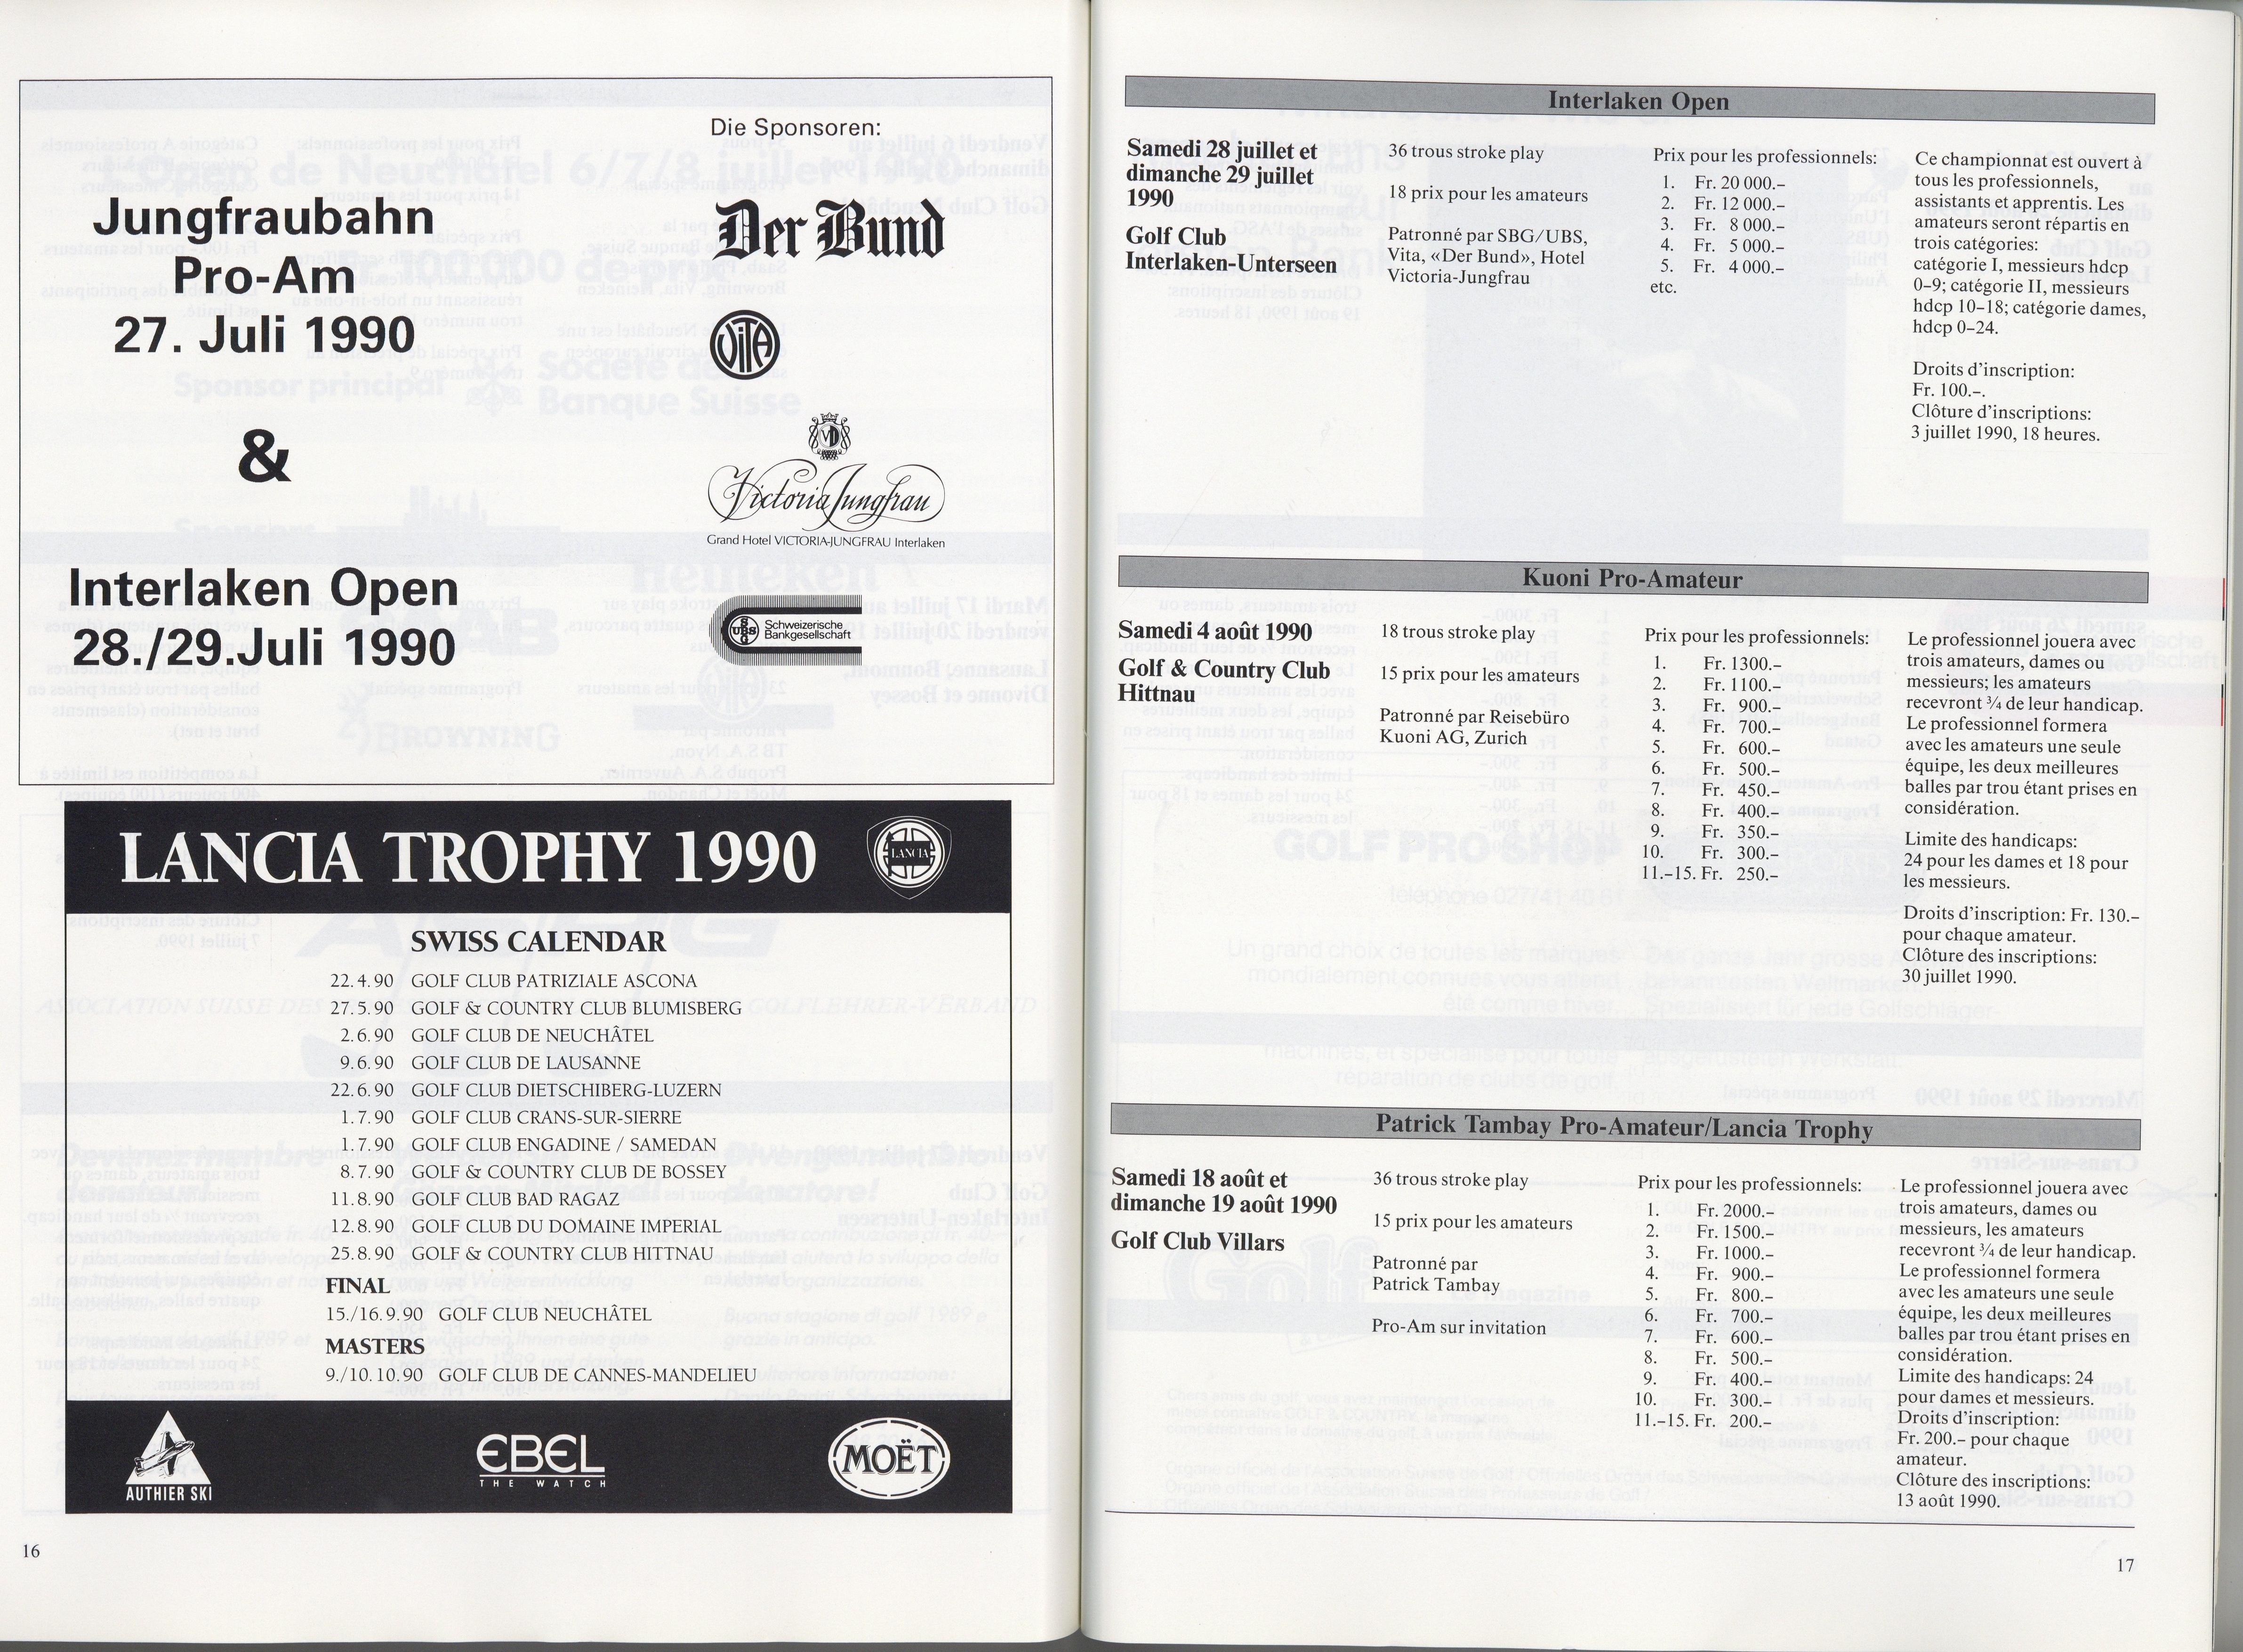 Jungfraubahn
Pro-Am
27. Juli 1990
&
Interlaken Open
28./29.Juli 1990
Die Sponsoren:
Der Bund
VITA
Victoria Jungfrau
Grand Hotel VICTORIA-JUNGFRAU Interlaken
UBS
SBG
Schweizerische
Bankgesellschaft
LANCIA TROPHY 1990
LANCIA
SWISS CALENDAR
22.4.90 GOLF CLUB PATRIZIALE ASCONA
27.5.90 GOLF & COUNTRY CLUB BLUMISBERG
2.6.90 GOLF CLUB DE NEUCHÂTEL
9.6.90 GOLF CLUB DE LAUSANNE
22.6.90 GOLF CLUB DIETSCHIBERG-LUZERN
1.7.90 GOLF CLUB CRANS-SUR-SIERRE
1.7.90 GOLF CLUB ENGADINE / SAMEDAN
8.7.90 GOLF & COUNTRY CLUB DE BOSSEY
11.8.90 GOLF CLUB BAD RAGAZ
12.8.90 GOLF CLUB DU DOMAINE IMPERIAL
25.8.90 GOLF & COUNTRY CLUB HITTNAU
FINAL
15./16.9.90 GOLF CLUB NEUCHÂTEL
MASTERS
9./10.10.90 GOLF CLUB DE CANNES-MANDELIEU
AUTHIER SKI
EBEL
THE WATCH
MOËT
16
Interlaken Open
Samedi 28 juillet et
dimanche 29 juillet
1990
Golf Club
Interlaken-Unterseen
36 trous stroke play
18 prix pour les amateurs
Patronné par SBG/UBS,
Vita, «Der Bund», Hotel
Victoria-Jungfrau
Prix pour les professionnels:
1. Fr. 20 000.–
2. Fr. 12 000.–
3. Fr. 8 000.–
4. Fr. 5 000.–
5. Fr. 4 000.–
etc.
Ce championnat est ouvert à
tous les professionnels,
assistants et apprentis. Les
amateurs seront répartis en
trois catégories:
catégorie I, messieurs hdcp
0–9; catégorie II, messieurs
hdcp 10–18; catégorie dames,
hdcp 0–24.
Droits d'inscription:
Fr. 100.–.
Clôture d'inscriptions:
3 juillet 1990, 18 heures.
Kuoni Pro-Amateur
Samedi 4 août 1990
Golf & Country Club
Hittnau
18 trous stroke play
15 prix pour les amateurs
Patronné par Reisebüro
Kuoni AG, Zurich
Prix pour les professionnels:
1. Fr. 1300.–
2. Fr. 1100.–
3. Fr. 900.–
4. Fr. 700.–
5. Fr. 600.–
6. Fr. 500.–
7. Fr. 450.–
8. Fr. 400.–
9. Fr. 350.–
10. Fr. 300.–
11.–15. Fr. 250.–
Le professionnel jouera avec
trois amateurs, dames ou
messieurs; les amateurs
recevront ¾ de leur handicap.
Le professionnel formera
avec les amateurs une seule
équipe, les deux meilleures
balles par trou étant prises en
considération.
Limite des handicaps:
24 pour les dames et 18 pour
les messieurs.
Droits d'inscription: Fr. 130.–
pour chaque amateur.
Clôture des inscriptions:
30 juillet 1990.
Patrick Tambay Pro-Amateur/Lancia Trophy
Samedi 18 août et
dimanche 19 août 1990
Golf Club Villars
36 trous stroke play
15 prix pour les amateurs
Patronné par
Patrick Tambay
Pro-Am sur invitation
Prix pour les professionnels:
1. Fr. 2000.–
2. Fr. 1500.–
3. Fr. 1000.–
4. Fr. 900.–
5. Fr. 800.–
6. Fr. 700.–
7. Fr. 600.–
8. Fr. 500.–
9. Fr. 400.–
10. Fr. 300.–
11.–15. Fr. 200.–
Le professionnel jouera avec
trois amateurs, dames ou
messieurs, les amateurs
recevront ¾ de leur handicap.
Le professionnel formera
avec les amateurs une seule
équipe, les deux meilleures
balles par trou étant prises en
considération.
Limite des handicaps: 24
pour dames et messieurs.
Droits d'inscription:
Fr. 200.– pour chaque
amateur.
Clôture des inscriptions:
13 août 1990.
17